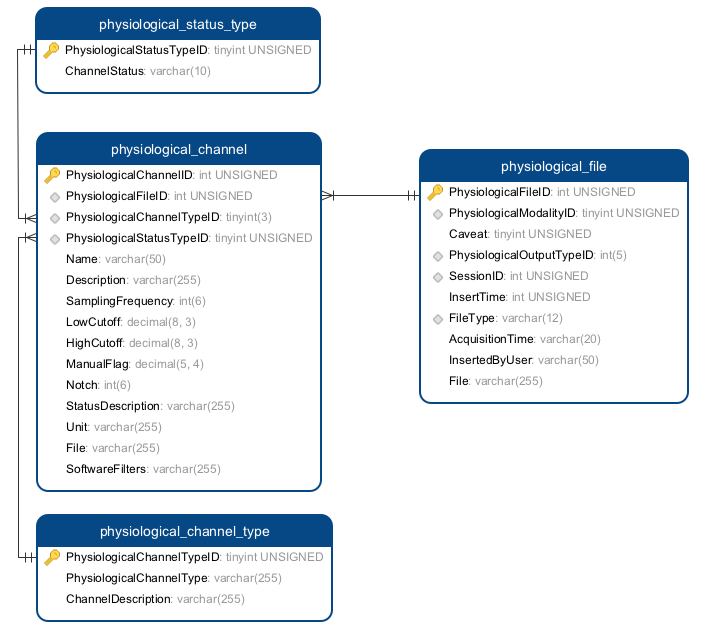 physiological_status_type
PhysiologicalStatusTypeID: tinyint UNSIGNED
ChannelStatus: varchar(10)
physiological_channel
PhysiologicalChannelID: int UNSIGNED
PhysiologicalFileID: int UNSIGNED
PhysiologicalChannelTypeID: tinyint(3)
PhysiologicalStatusTypeID: tinyint UNSIGNED
Name: varchar(50)
Description: varchar(255)
SamplingFrequency: int(6)
LowCutoff: decimal(8, 3)
HighCutoff: decimal(8, 3)
ManualFlag: decimal(5, 4)
Notch: int(6)
StatusDescription: varchar(255)
Unit: varchar(255)
File: varchar(255)
SoftwareFilters: varchar(255)
physiological_file
PhysiologicalFileID: int UNSIGNED
PhysiologicalModalityID: tinyint UNSIGNED
Caveat: tinyint UNSIGNED
PhysiologicalOutputTypeID: int(5)
SessionID: int UNSIGNED
InsertTime: int UNSIGNED
FileType: varchar(12)
AcquisitionTime: varchar(20)
InsertedByUser: varchar(50)
File: varchar(255)
physiological_channel_type
PhysiologicalChannelTypeID: tinyint UNSIGNED
PhysiologicalChannelType: varchar(255)
ChannelDescription: varchar(255)